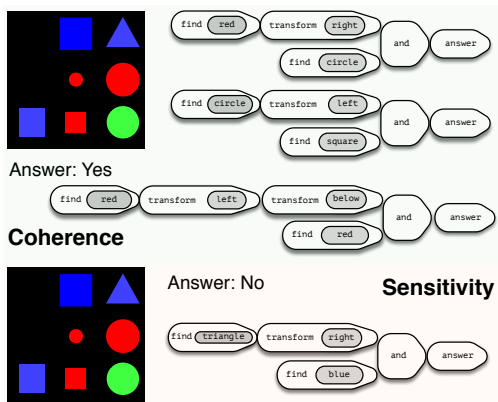 find red transform right and answer
find circle
find circle transform left and answer
find square
Answer: Yes
find red transform left transform below and answer
find red
Coherence
Answer: No
Sensitivity
find triangle transform right and answer
find blue